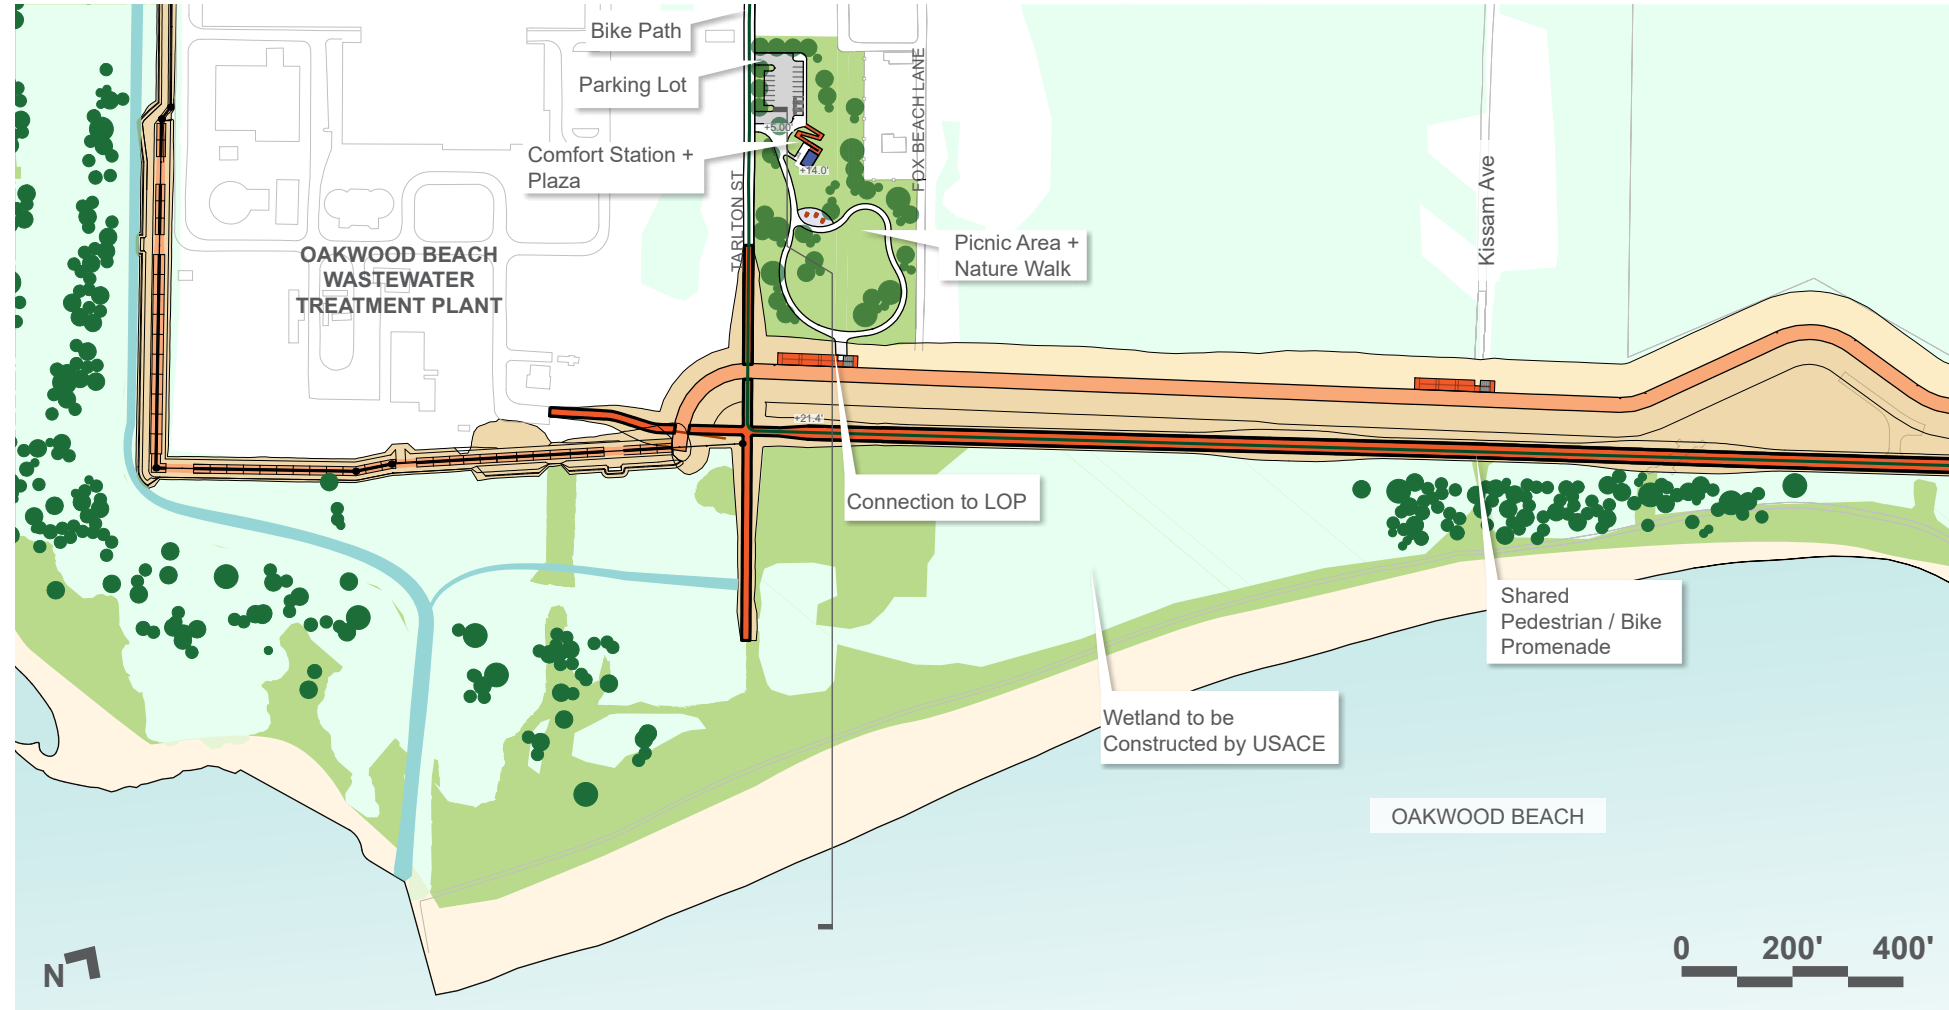 Bike Path
Parking Lot
+5.00'
Comfort Station +
Plaza
+14.0'
TARLTON ST
FOX BEACH LANE
Kissam Ave
OAKWOOD BEACH
WASTEWATER
TREATMENT PLANT
Picnic Area +
Nature Walk
+21.4'
Connection to LOP
Shared
Pedestrian / Bike
Promenade
Wetland to be
Constructed by USACE
OAKWOOD BEACH
N
0 200' 400'